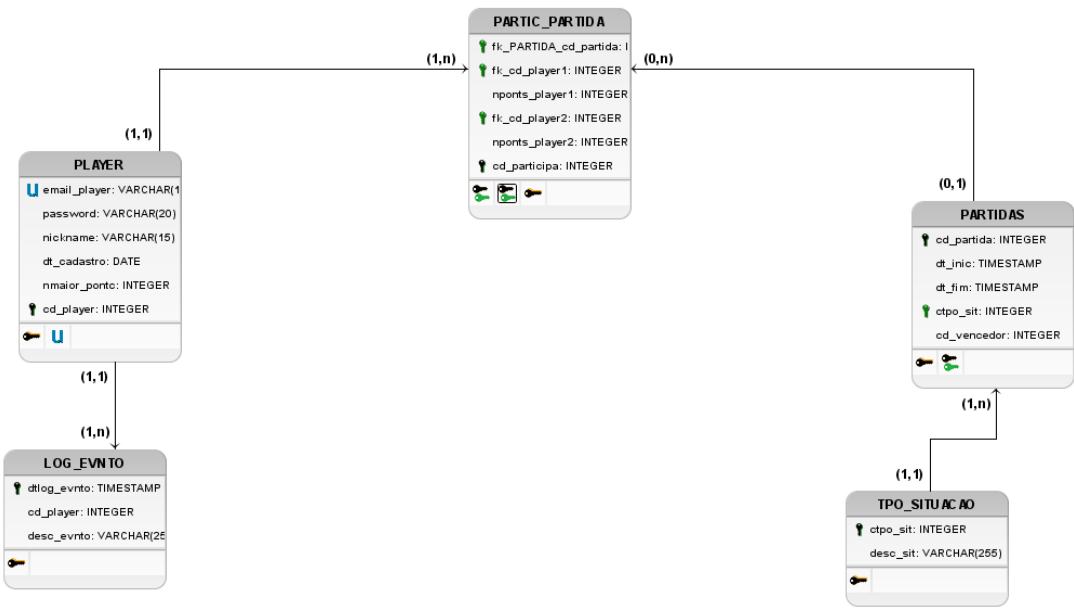 PARTIC_PARTIDA
fk_PARTIDA_cd_partida: I
fk_cd_player1: INTEGER
nponts_player1: INTEGER
fk_cd_player2: INTEGER
nponts_player2: INTEGER
cd_participa: INTEGER
(1,n)
(0,n)
(1,1)
PLAYER
U email_player: VARCHAR(1
password: VARCHAR(20)
nickname: VARCHAR(15)
dt_cadastro: DATE
nmaior_pontc: INTEGER
cd_player: INTEGER
U
(0,1)
PARTIDAS
cd_partida: INTEGER
dt_inic: TIMESTAMP
dt_fim: TIMESTAMP
ctpo_sit: INTEGER
cd_vencedor: INTEGER
(1,1)
(1,n)
LOG_EVNTO
dtlog_evnto: TIMESTAMP
cd_player: INTEGER
desc_evnto: VARCHAR(25
(1,n)
(1,1)
TPO_SITUACAO
ctpo_sit: INTEGER
desc_sit: VARCHAR(255)